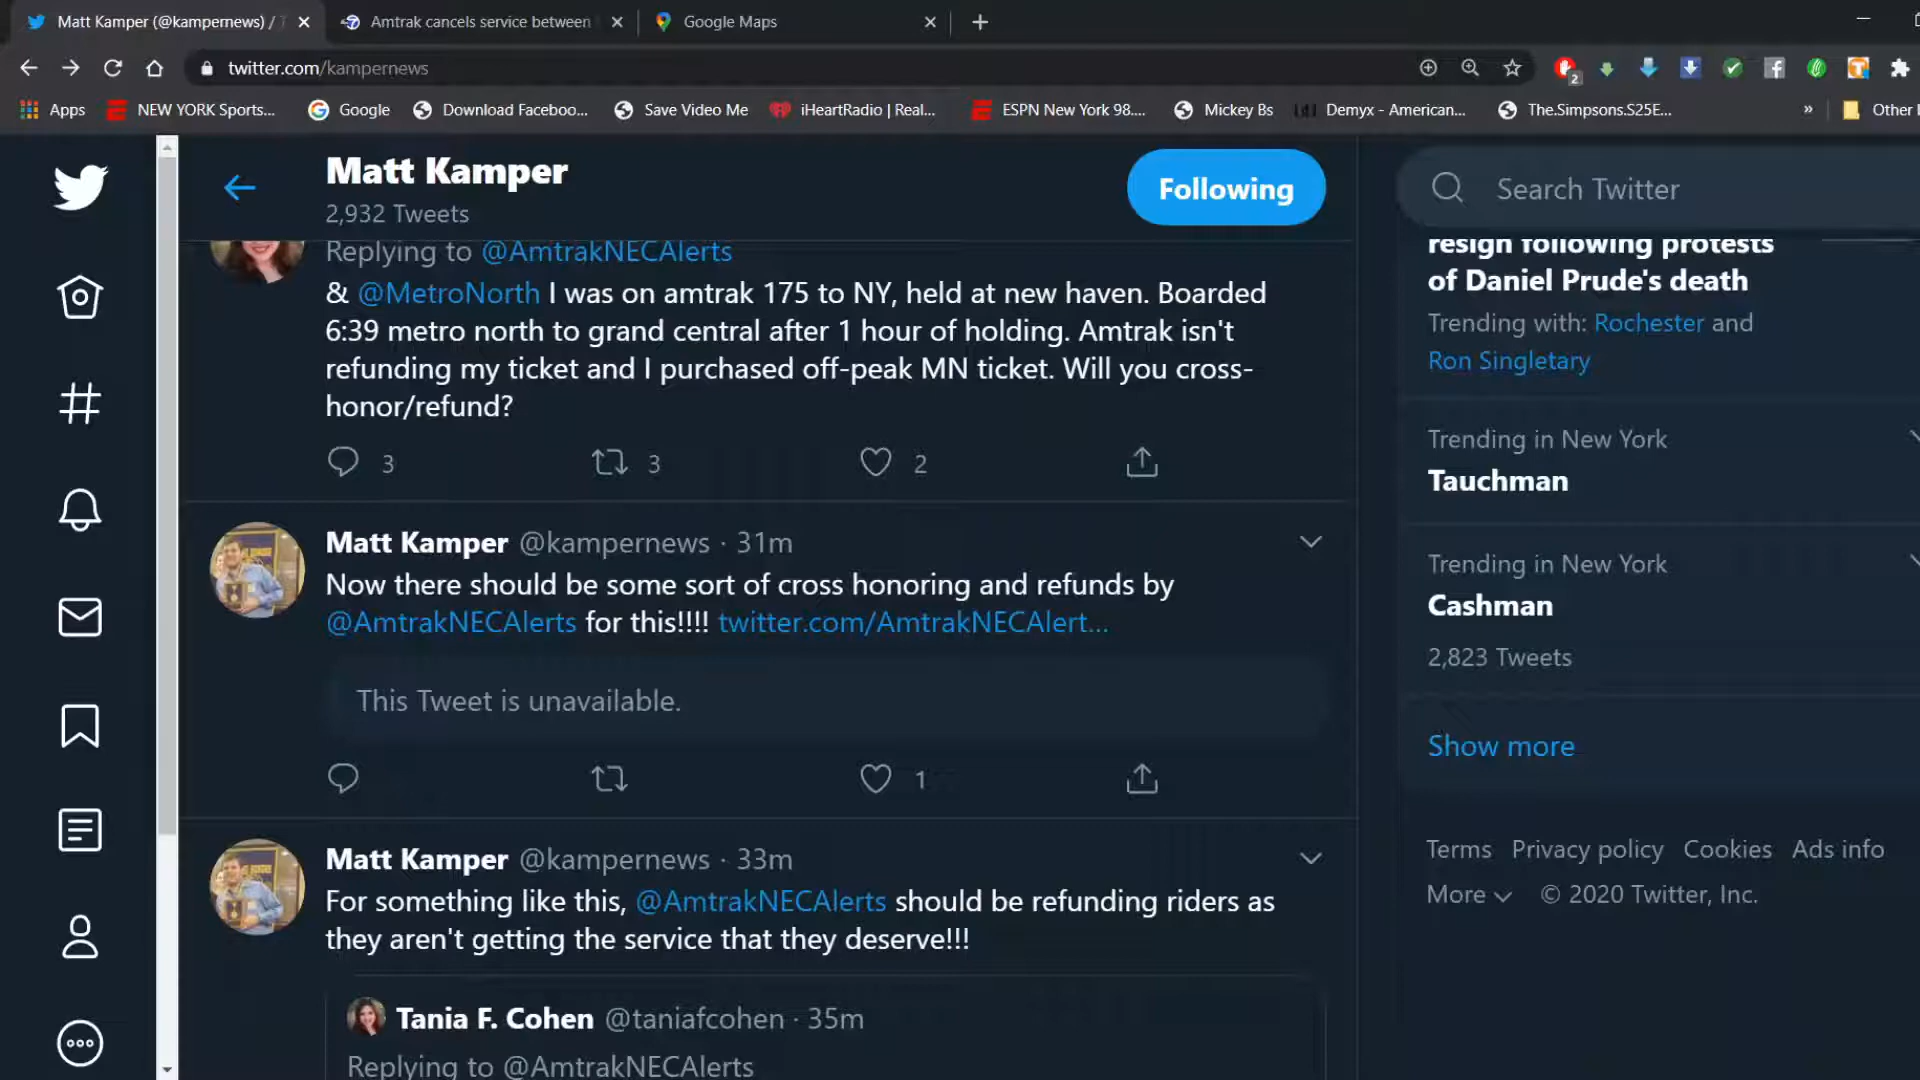 Matt Kamper (@kampernews) /
Amtrak cancels service between
Google Maps
twitter.com/kampernews
2
Apps
NEW YORK Sports...
Google
Download Faceboo...
Save Video Me
iHeartRadio | Real...
ESPN New York 98....
Mickey Bs
Demyx - American...
The.Simpsons.S25E...
»
Other
Matt Kamper
2,932 Tweets
Following
Search Twitter
Replying to @AmtrakNECAlerts
& @MetroNorth I was on amtrak 175 to NY, held at new haven. Boarded
6:39 metro north to grand central after 1 hour of holding. Amtrak isn't
refunding my ticket and I purchased off-peak MN ticket. Will you cross-
honor/refund?
3
3
2
Matt Kamper @kampernews · 31m
Now there should be some sort of cross honoring and refunds by
@AmtrakNECAlerts for this!!!! twitter.com/AmtrakNECAlert...
This Tweet is unavailable.
1
Matt Kamper @kampernews · 33m
For something like this, @AmtrakNECAlerts should be refunding riders as
they aren't getting the service that they deserve!!!
Tania F. Cohen @taniafcohen · 35m
Replying to @AmtrakNECAlerts
resign following protests
of Daniel Prude's death
Trending with: Rochester and
Ron Singletary
Trending in New York
Tauchman
Trending in New York
Cashman
2,823 Tweets
Show more
Terms Privacy policy Cookies Ads info
More © 2020 Twitter, Inc.